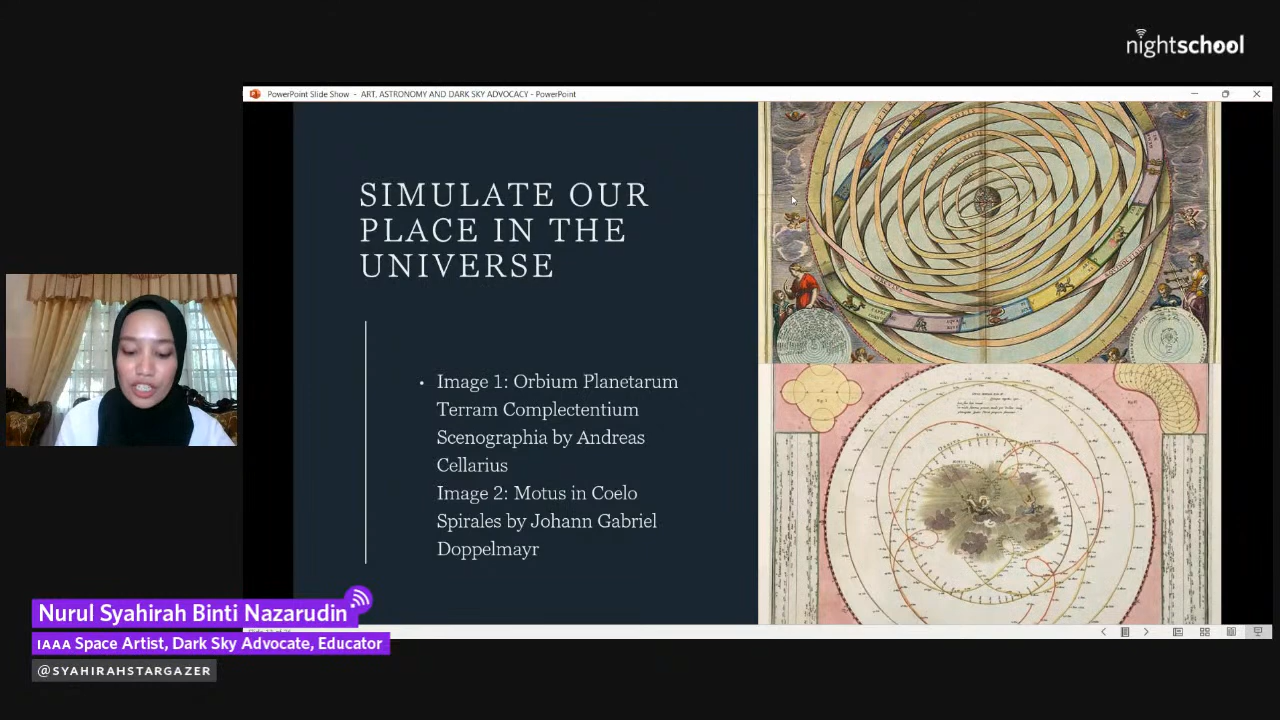 nightschool
PowerPoint Slide Show - ART, ASTRONOMY AND DARK SKY ADVOCACY - PowerPoint
SIMULATE OUR
PLACE IN THE
UNIVERSE
• Image 1: Orbium Planetarum
Terram Complectentium
Scenographia by Andreas
Cellarius
Image 2: Motus in Coelo
Spirales by Johann Gabriel
Doppelmayr
Nurul Syahirah Binti Nazarudin
IAAA Space Artist, Dark Sky Advocate, Educator
@SYAHIRAHSTARGAZER